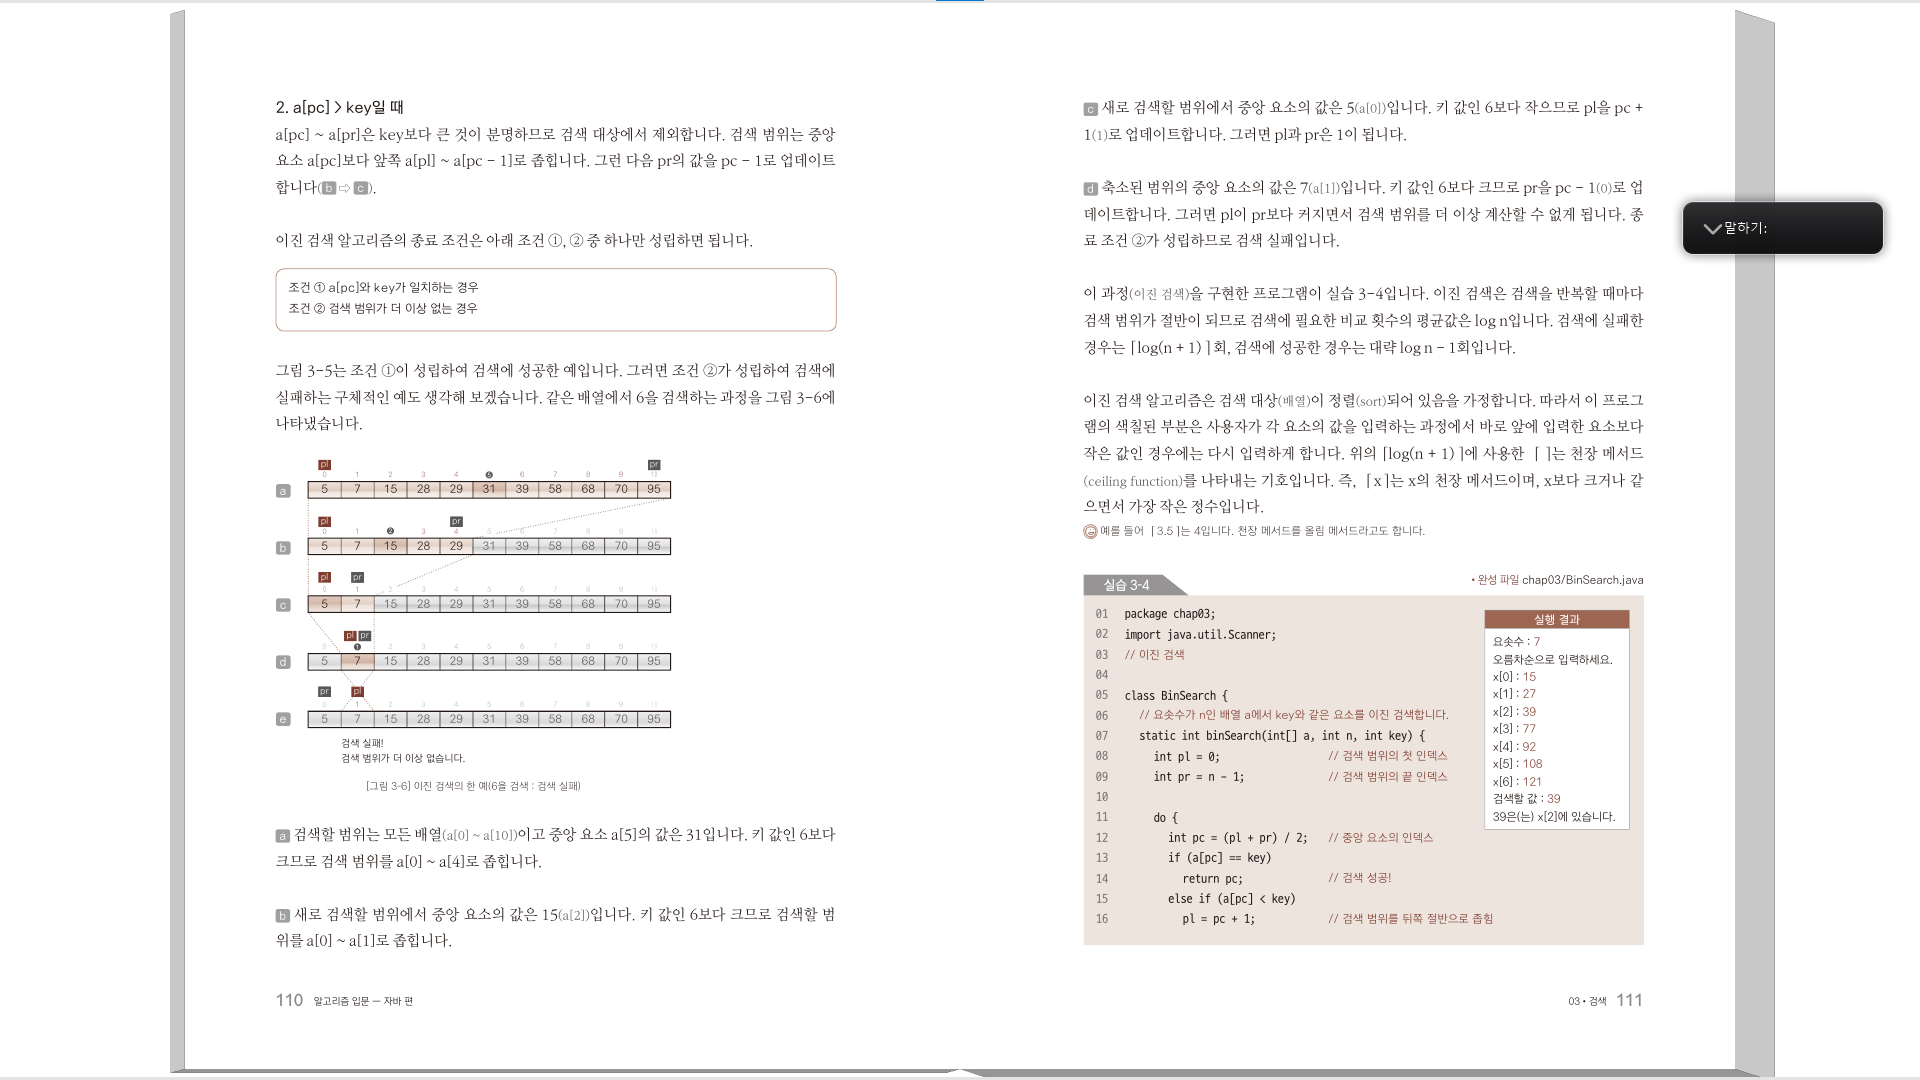 2. a[pc] > key일 때
a[pc] ~ a[pr]은 key보다 큰 것이 분명하므로 검색 대상에서 제외합니다. 검색 범위는 중앙
요소 a[pc]보다 앞쪽 a[pl] ~ a[pc - 1]로 좁힙니다. 그런 다음 pr의 값을 pc - 1로 업데이트
합니다(b ⇨ c).
이진 검색 알고리즘의 종료 조건은 아래 조건 ①, ② 중 하나만 성립하면 됩니다.
조건 ① a[pc]와 key가 일치하는 경우
조건 ② 검색 범위가 더 이상 없는 경우
그림 3-5는 조건 ①이 성립하여 검색에 성공한 예입니다. 그러면 조건 ②가 성립하여 검색에
실패하는 구체적인 예도 생각해 보겠습니다. 같은 배열에서 6을 검색하는 과정을 그림 3-6에
나타냈습니다.
pl pr
0 1 2 3 4 ❺ 6 7 8 9
a 5 7 15 28 29 31 39 58 68 70 95
pl ❷ pr
0 1 3 4 5 6 7 8 9
b 5 7 15 28 29 31 39 58 68 70 95
pl pr
0 1 2 3 4 5 6 7 8 9
c 5 7 15 28 29 31 39 58 68 70 95
pl pr
0 ❶ 2 3 4 5 6 7 8 9
d 5 7 15 28 29 31 39 58 68 70 95
pr pl
0 1 2 3 4 5 6 7 8 9
e 5 7 15 28 29 31 39 58 68 70 95
검색 실패!
검색 범위가 더 이상 없습니다.
[그림 3-6] 이진 검색의 한 예(6을 검색 : 검색 실패)
a 검색할 범위는 모든 배열(a[0] ~ a[10])이고 중앙 요소 a[5]의 값은 31입니다. 키 값인 6보다
크므로 검색 범위를 a[0] ~ a[4]로 좁힙니다.
b 새로 검색할 범위에서 중앙 요소의 값은 15(a[2])입니다. 키 값인 6보다 크므로 검색할 범
위를 a[0] ~ a[1]로 좁힙니다.
110 알고리즘 입문 — 자바 편
c 새로 검색할 범위에서 중앙 요소의 값은 5(a[0])입니다. 키 값인 6보다 작으므로 pl을 pc +
1(1)로 업데이트합니다. 그러면 pl과 pr은 1이 됩니다.
d 축소된 범위의 중앙 요소의 값은 7(a[1])입니다. 키 값인 6보다 크므로 pr을 pc - 1(0)로 업
데이트합니다. 그러면 pl이 pr보다 커지면서 검색 범위를 더 이상 계산할 수 없게 됩니다. 종
료 조건 ②가 성립하므로 검색 실패입니다.
이 과정(이진 검색)을 구현한 프로그램이 실습 3-4입니다. 이진 검색은 검색을 반복할 때마다
검색 범위가 절반이 되므로 검색에 필요한 비교 횟수의 평균값은 log n입니다. 검색에 실패한
경우는 ⌈log(n + 1) ⌉회, 검색에 성공한 경우는 대략 log n - 1회입니다.
이진 검색 알고리즘은 검색 대상(배열)이 정렬(sort)되어 있음을 가정합니다. 따라서 이 프로그
램의 색칠된 부분은 사용자가 각 요소의 값을 입력하는 과정에서 바로 앞에 입력한 요소보다
작은 값인 경우에는 다시 입력하게 합니다. 위의 ⌈log(n + 1) ⌉에 사용한 ⌈ ⌉는 천장 메서드
(ceiling function)를 나타내는 기호입니다. 즉, ⌈x⌉는 x의 천장 메서드이며, x보다 크거나 같
으면서 가장 작은 정수입니다.
예를 들어 ⌈3.5⌉는 4입니다. 천장 메서드를 올림 메서드라고도 합니다.
실습 3-4
• 완성 파일 chap03/BinSearch.java
01 package chap03;
02 import java.util.Scanner;
03 // 이진 검색
04
05 class BinSearch {
06 // 요솟수가 n인 배열 a에서 key와 같은 요소를 이진 검색합니다.
07 static int binSearch(int[] a, int n, int key) {
08 int pl = 0; // 검색 범위의 첫 인덱스
09 int pr = n - 1; // 검색 범위의 끝 인덱스
10
11 do {
12 int pc = (pl + pr) / 2; // 중앙 요소의 인덱스
13 if (a[pc] == key)
14 return pc; // 검색 성공!
15 else if (a[pc] < key)
16 pl = pc + 1; // 검색 범위를 뒤쪽 절반으로 좁힘
실행 결과
요솟수 : 7
오름차순으로 입력하세요.
x[0] : 15
x[1] : 27
x[2] : 39
x[3] : 77
x[4] : 92
x[5] : 108
x[6] : 121
검색할 값 : 39
39은(는) x[2]에 있습니다.
03 • 검색 111
말하기: